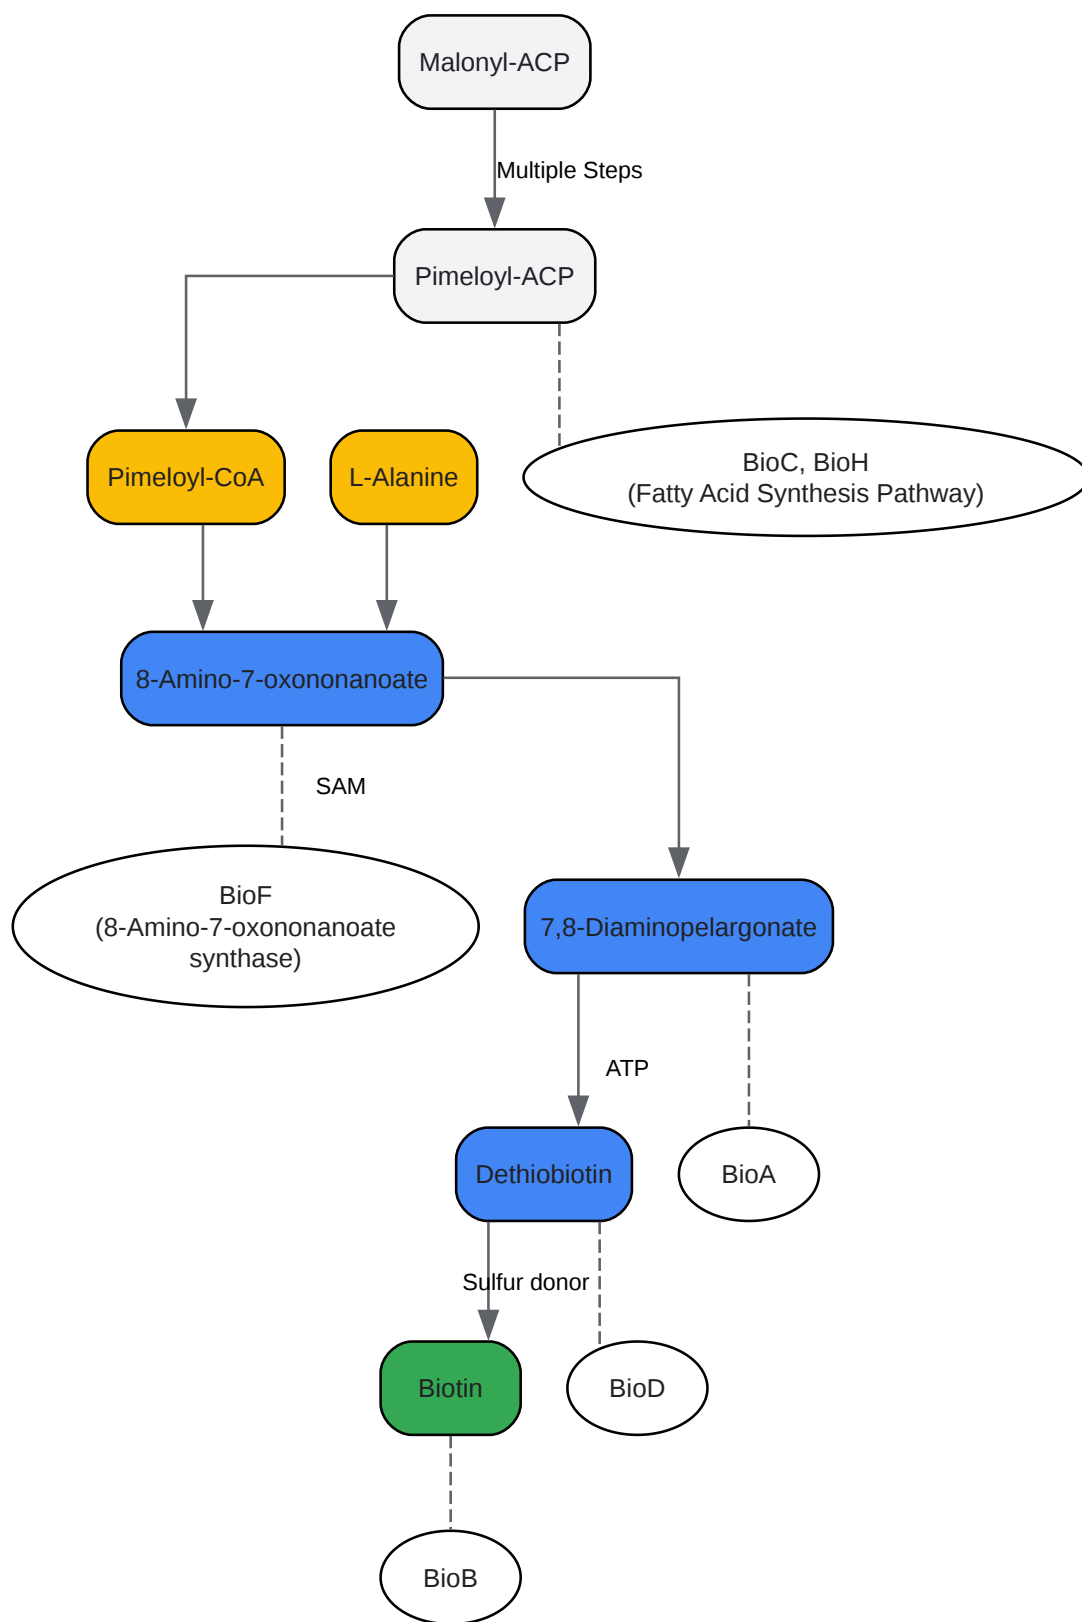 Malonyl-ACP
Multiple Steps
Pimeloyl-ACP
Pimeloyl-CoA
L-Alanine
BioC, BioH
(Fatty Acid Synthesis Pathway)
8-Amino-7-oxononanoate
SAM
BioF
(8-Amino-7-oxononanoate
synthase)
7,8-Diaminopelargonate
ATP
Dethiobiotin
BioA
Sulfur donor
Biotin
BioD
BioB